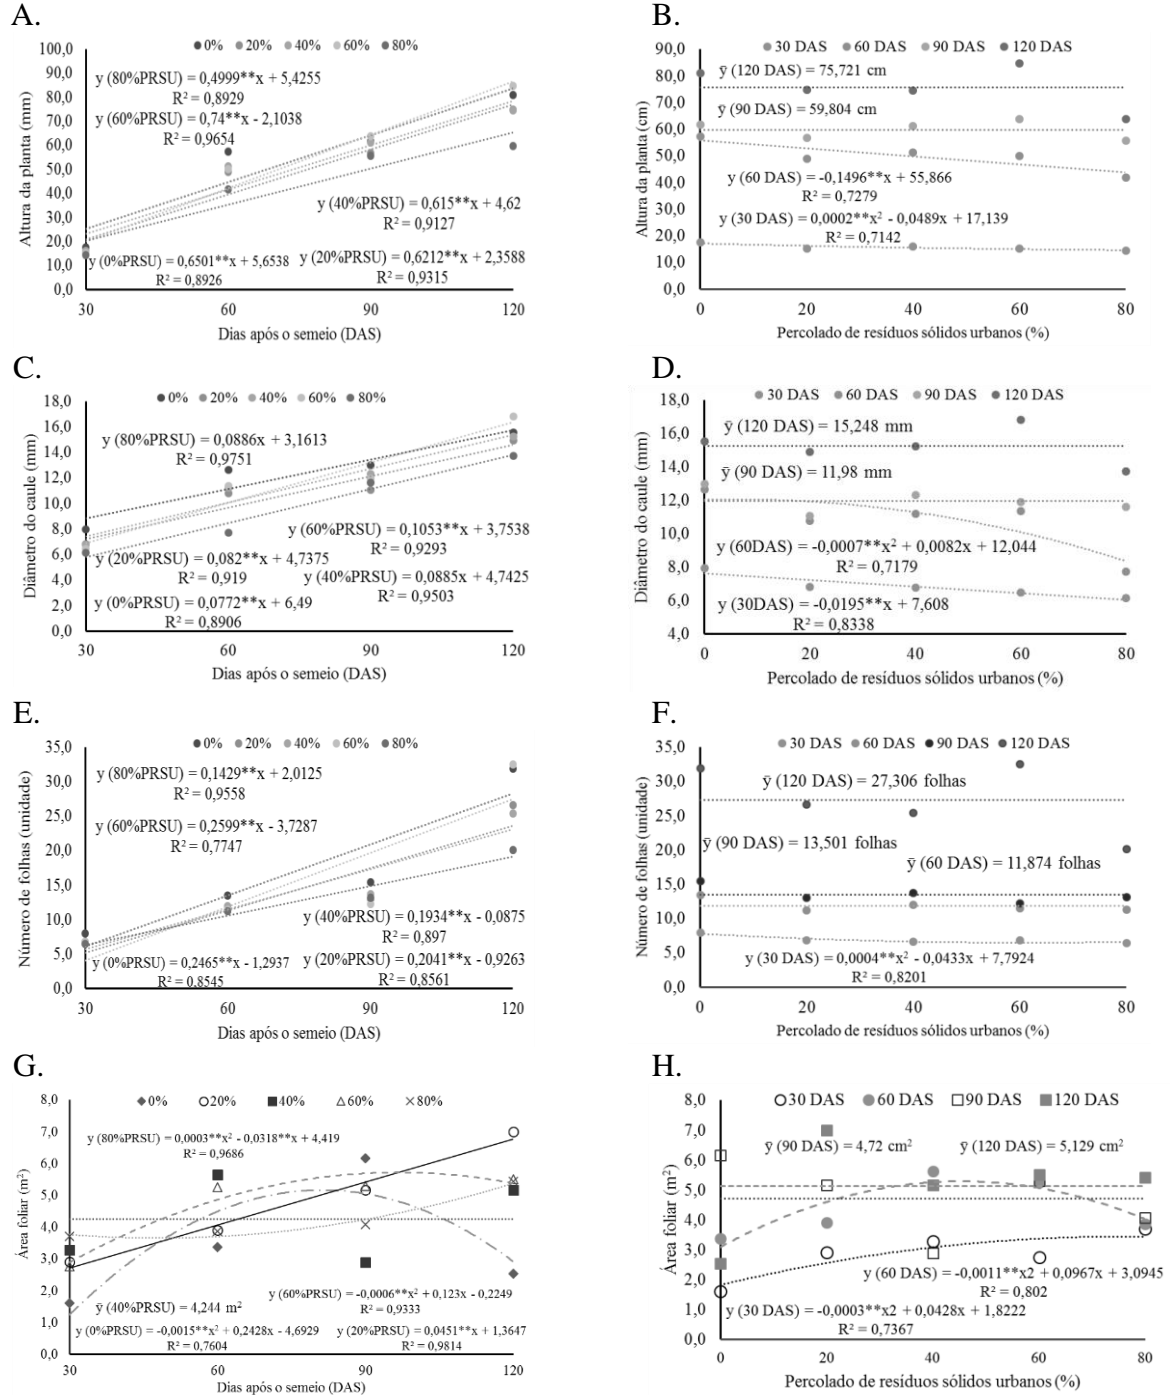 A.
0% 20% 40% 60% 80%
100,0
90,0
80,0
70,0
60,0
50,0
40,0
30,0
20,0
10,0
0,0
Altura da planta (mm)
y (80%PRSU) = 0,4999**x + 5,4255
R² = 0,8929
y (60%PRSU) = 0,74**x - 2,1038
R² = 0,9654
y (40%PRSU) = 0,615**x + 4,62
R² = 0,9127
y (0%PRSU) = 0,6501**x + 5,6538
R² = 0,8926
y (20%PRSU) = 0,6212**x + 2,3588
R² = 0,9315
30 60 90 120
Dias após o semeio (DAS)
B.
30 DAS 60 DAS 90 DAS 120 DAS
90,0
80,0
70,0
60,0
50,0
40,0
30,0
20,0
10,0
0,0
Altura da planta (cm)
ȳ (120 DAS) = 75,721 cm
ȳ (90 DAS) = 59,804 cm
y (60 DAS) = -0,1496**x + 55,866
R² = 0,7279
y (30 DAS) = 0,0002**x² - 0,0489x + 17,139
R² = 0,7142
0 20 40 60 80
Percolado de resíduos sólidos urbanos (%)
C.
0% 20% 40% 60% 80%
18,0
16,0
14,0
12,0
10,0
8,0
6,0
4,0
2,0
0,0
Diâmetro do caule (mm)
y (80%PRSU) = 0,0886x + 3,1613
R² = 0,9751
y (60%PRSU) = 0,1053**x + 3,7538
R² = 0,9293
y (20%PRSU) = 0,082**x + 4,7375
R² = 0,919
y (40%PRSU) = 0,0885x + 4,7425
R² = 0,9503
y (0%PRSU) = 0,0772**x + 6,49
R² = 0,8906
30 60 90 120
Dias após o semeio (DAS)
D.
30 DAS 60 DAS 90 DAS 120 DAS
18,0
16,0
14,0
12,0
10,0
8,0
6,0
4,0
Diâmetro do caule (mm)
ȳ (120 DAS) = 15,248 mm
ȳ (90 DAS) = 11,98 mm
y (60DAS) = -0,0007**x² + 0,0082x + 12,044
R² = 0,7179
y (30DAS) = -0,0195**x + 7,608
R² = 0,8338
0 20 40 60 80
Percolado de resíduos sólidos urbanos (%)
E.
0% 20% 40% 60% 80%
35,0
30,0
25,0
20,0
15,0
10,0
5,0
0,0
Número de folhas (unidade)
y (80%PRSU) = 0,1429**x + 2,0125
R² = 0,9558
y (60%PRSU) = 0,2599**x - 3,7287
R² = 0,7747
y (40%PRSU) = 0,1934**x - 0,0875
R² = 0,897
y (0%PRSU) = 0,2465**x - 1,2937
R² = 0,8545
y (20%PRSU) = 0,2041**x - 0,9263
R² = 0,8561
30 60 90 120
Dias após o semeio (DAS)
F.
30 DAS 60 DAS 90 DAS 120 DAS
35,0
30,0
25,0
20,0
15,0
10,0
5,0
0,0
Número de folhas (unidade)
ȳ (120 DAS) = 27,306 folhas
ȳ (90 DAS) = 13,501 folhas
ȳ (60 DAS) = 11,874 folhas
y (30 DAS) = 0,0004**x² - 0,0433x + 7,7924
R² = 0,8201
0 20 40 60 80
Percolado de resíduos sólidos urbanos (%)
G.
0% 20% 40% 60% 80%
8,0
7,0
6,0
5,0
4,0
3,0
2,0
1,0
0,0
Área foliar (m²)
y (80%PRSU) = 0,0003**x² - 0,0318**x + 4,419
R² = 0,9686
ȳ (40%PRSU) = 4,244 m²
y (60%PRSU) = -0,0006**x² + 0,123x - 0,2249
R² = 0,9333
y (0%PRSU) = -0,0015**x² + 0,2428x - 4,6929
R² = 0,7604
y (20%PRSU) = 0,0451**x + 1,3647
R² = 0,9814
30 60 90 120
Dias após o semeio (DAS)
H.
30 DAS 60 DAS 90 DAS 120 DAS
8,0
7,0
6,0
5,0
4,0
3,0
2,0
1,0
0,0
Área foliar (m²)
ȳ (90 DAS) = 4,72 cm²
ȳ (120 DAS) = 5,129 cm²
y (60 DAS) = -0,0011**x2 + 0,0967x + 3,0945
R² = 0,802
y (30 DAS) = -0,0003**x2 + 0,0428x + 1,8222
R² = 0,7367
0 20 40 60 80
Percolado de resíduos sólidos urbanos (%)